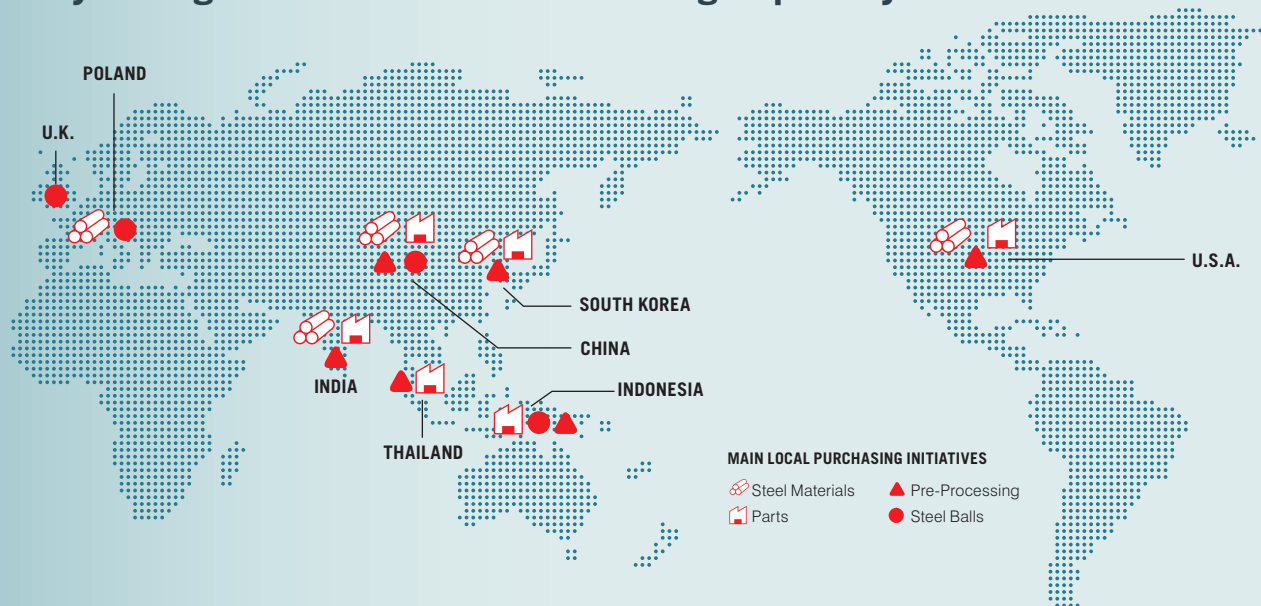 POLAND
U.K.
U.S.A.
SOUTH KOREA
CHINA
INDIA
INDONESIA
THAILAND
MAIN LOCAL PURCHASING INITIATIVES
Steel Materials
Pre-Processing
Parts
Steel Balls